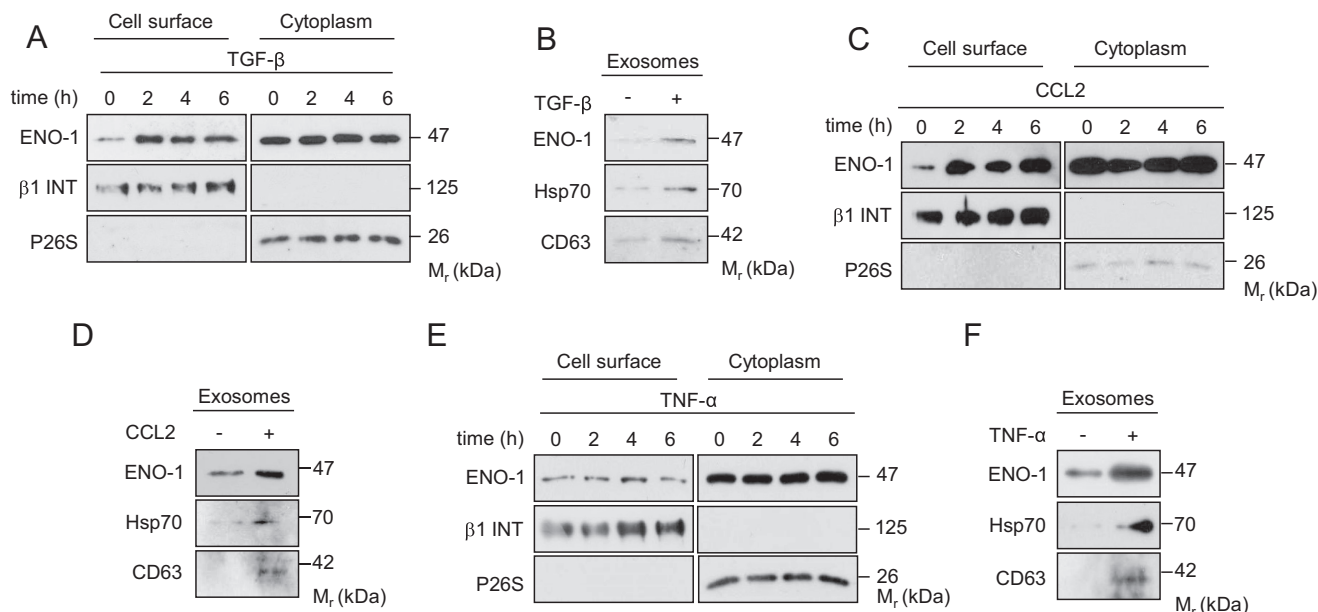 A
Cell surface Cytoplasm
TGF-β
time (h) 0 2 4 6 0 2 4 6
ENO-1 47
β1 INT 125
P26S 26
Mr (kDa)
B
Exosomes
TGF-β - +
ENO-1 47
Hsp70 70
CD63 42
Mr (kDa)
C
Cell surface Cytoplasm
CCL2
time (h) 0 2 4 6 0 2 4 6
ENO-1 47
β1 INT 125
P26S 26
Mr (kDa)
D
Exosomes
CCL2 - +
ENO-1 47
Hsp70 70
CD63 42
Mr (kDa)
E
Cell surface Cytoplasm
TNF-α
time (h) 0 2 4 6 0 2 4 6
ENO-1 47
β1 INT 125
P26S 26
Mr (kDa)
F
Exosomes
TNF-α - +
ENO-1 47
Hsp70 70
CD63 42
Mr (kDa)